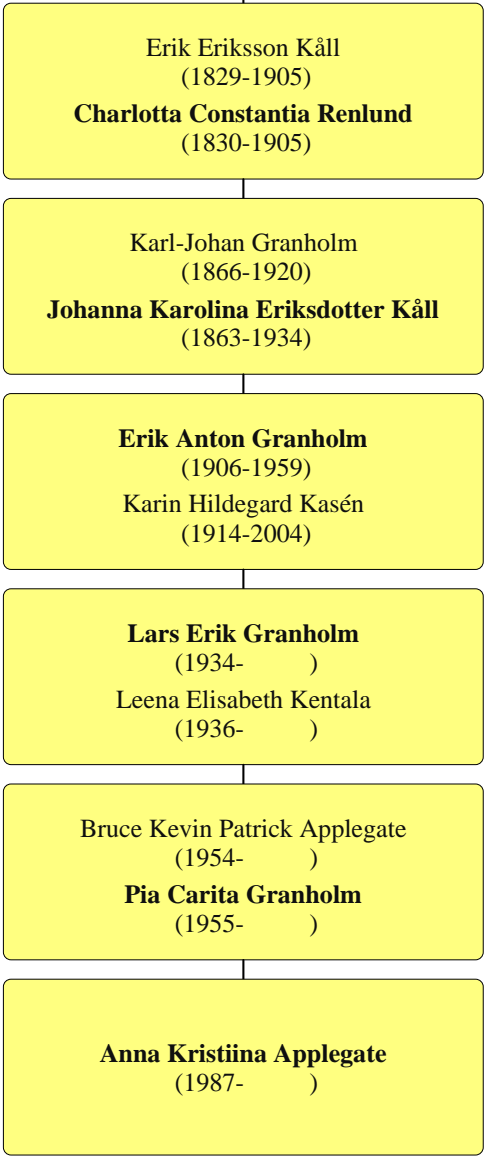 Erik Eriksson Kåll
(1829-1905)
Charlotta Constantia Renlund
(1830-1905)
Karl-Johan Granholm
(1866-1920)
Johanna Karolina Eriksdotter Kåll
(1863-1934)
Erik Anton Granholm
(1906-1959)
Karin Hildegard Kasén
(1914-2004)
Lars Erik Granholm
(1934- )
Leena Elisabeth Kentala
(1936- )
Bruce Kevin Patrick Applegate
(1954- )
Pia Carita Granholm
(1955- )
Anna Kristiina Applegate
(1987- )